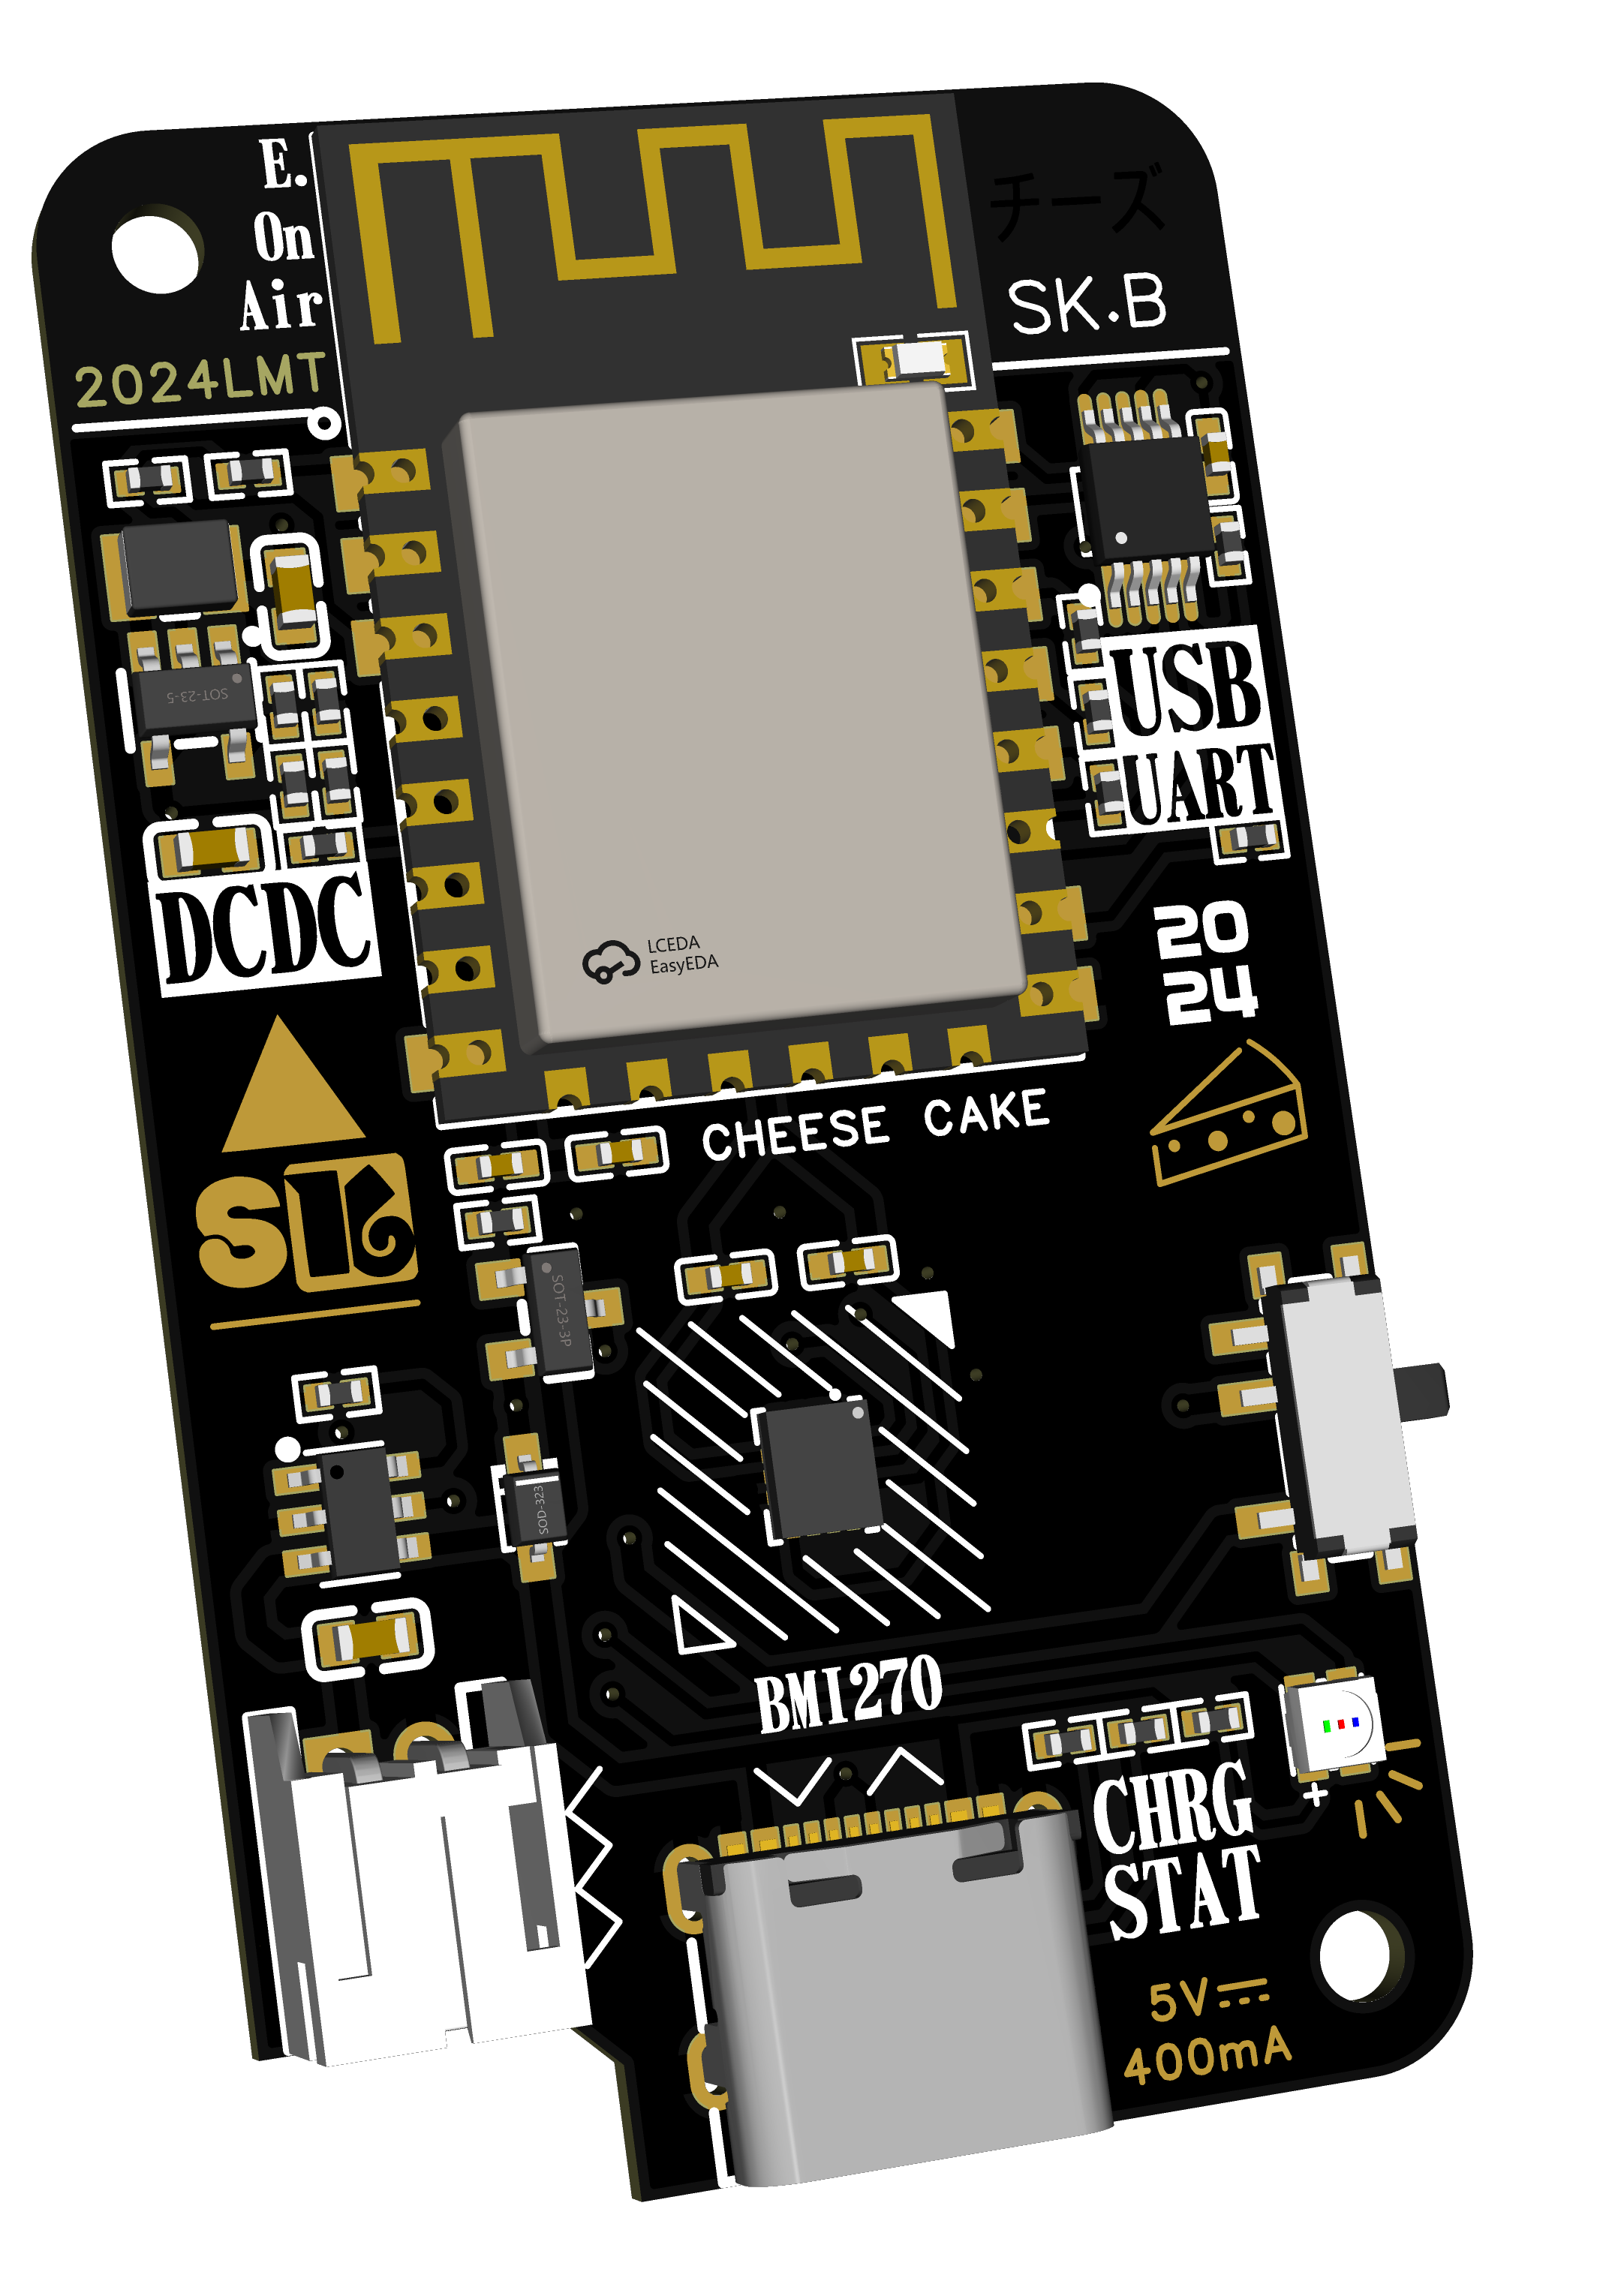 E.
On
Air
チーズ
SK.B
2024LMT
SOT-23-5
USB
UART
DCDC
LCEDA
EasyEDA
20
24
CHEESE CAKE
SK
SOT-23-3P
SOD-323
BMI270
CHRG
STAT
+
5V
400mA